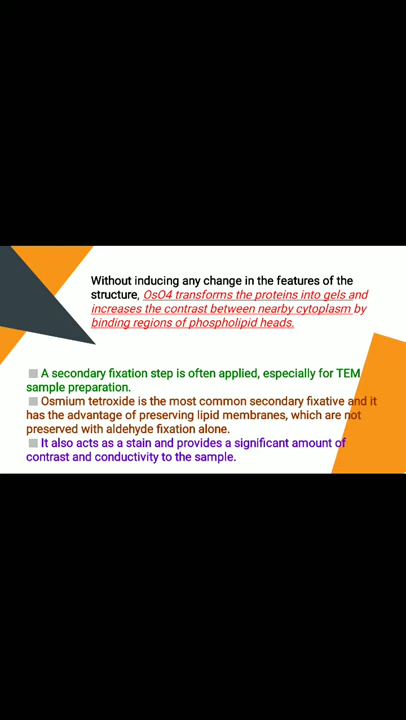 Without inducing any change in the features of the
structure, OsO4 transforms the proteins into gels and
increases the contrast between nearby cytoplasm by
binding regions of phospholipid heads.
A secondary fixation step is often applied, especially for TEM
sample preparation.
Osmium tetroxide is the most common secondary fixative and it
has the advantage of preserving lipid membranes, which are not
preserved with aldehyde fixation alone.
It also acts as a stain and provides a significant amount of
contrast and conductivity to the sample.